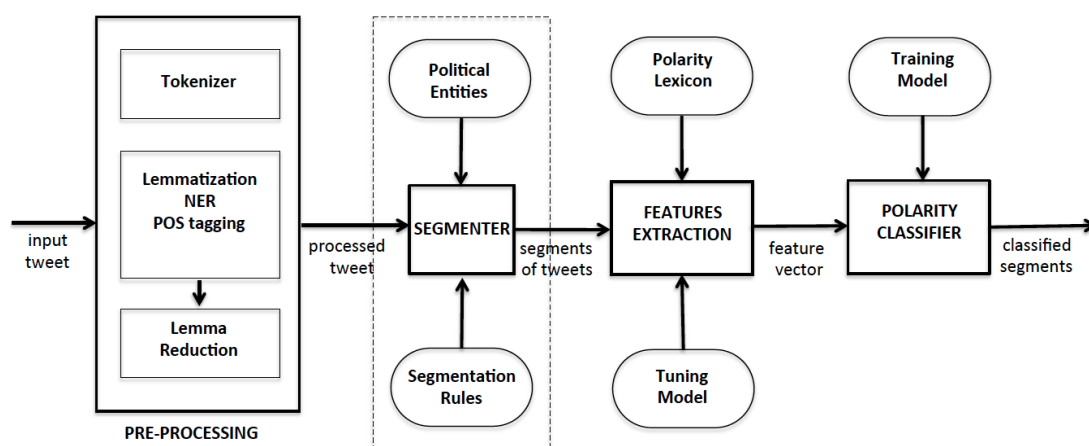 Tokenizer
Lemmatization
NER
POS tagging
Lemma
Reduction
PRE-PROCESSING
input
tweet
processed
tweet
Political
Entities
SEGMENTER
Segmentation
Rules
segments
of tweets
Polarity
Lexicon
FEATURES
EXTRACTION
Tuning
Model
feature
vector
Training
Model
POLARITY
CLASSIFIER
classified
segments